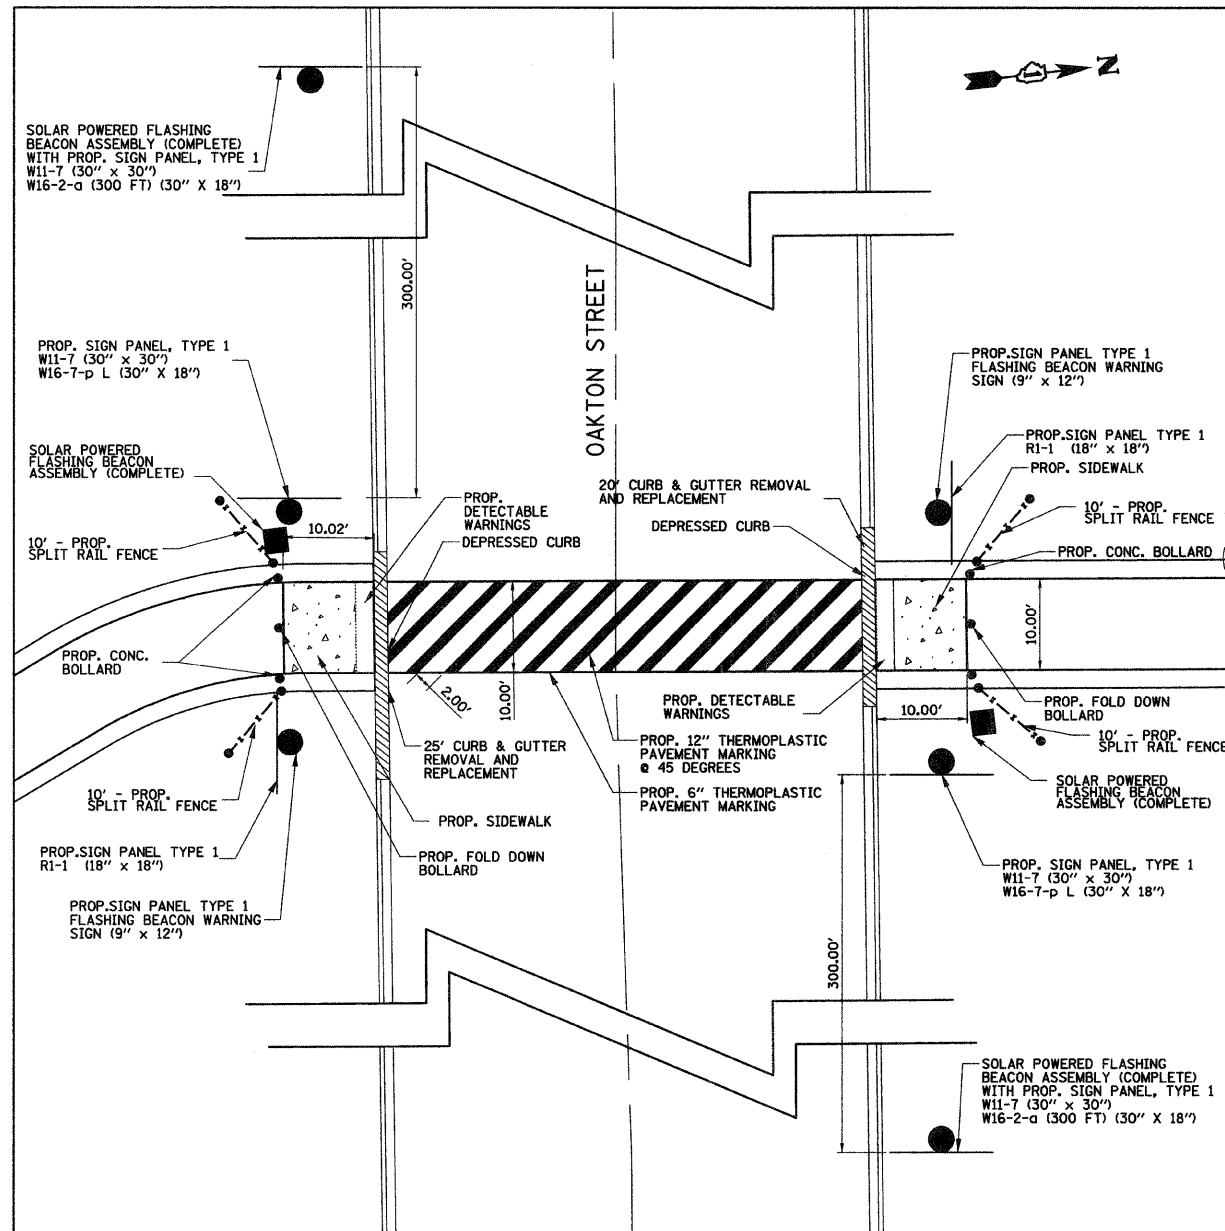 N
SOLAR POWERED FLASHING
BEACON ASSEMBLY (COMPLETE)
WITH PROP. SIGN PANEL, TYPE 1
W11-7 (30" x 30")
W16-2-a (300 FT) (30" X 18")
300.00'
OAKTON STREET
PROP. SIGN PANEL, TYPE 1
W11-7 (30" x 30")
W16-7-p L (30" X 18")
PROP.SIGN PANEL TYPE 1
FLASHING BEACON WARNING
SIGN (9" x 12")
SOLAR POWERED
FLASHING BEACON
ASSEMBLY (COMPLETE)
PROP.SIGN PANEL TYPE 1
R1-1 (18" x 18")
PROP. SIDEWALK
20' CURB & GUTTER REMOVAL
AND REPLACEMENT
PROP.
DETECTABLE
WARNINGS
DEPRESSED CURB
DEPRESSED CURB
10.02'
10' - PROP.
SPLIT RAIL FENCE
10' - PROP.
SPLIT RAIL FENCE
PROP. CONC. BOLLARD (
10.00'
PROP. CONC.
BOLLARD
2.00'
10.00'
PROP. DETECTABLE
WARNINGS
10.00'
PROP. FOLD DOWN
BOLLARD
25' CURB & GUTTER
REMOVAL AND
REPLACEMENT
PROP. 12" THERMOPLASTIC
PAVEMENT MARKING
@ 45 DEGREES
10' - PROP.
SPLIT RAIL FENCE
PROP. 6" THERMOPLASTIC
PAVEMENT MARKING
10' - PROP.
SPLIT RAIL FENCE
SOLAR POWERED
FLASHING BEACON
ASSEMBLY (COMPLETE)
PROP. SIDEWALK
PROP.SIGN PANEL TYPE 1
R1-1 (18" x 18")
PROP. FOLD DOWN
BOLLARD
PROP. SIGN PANEL, TYPE 1
W11-7 (30" x 30")
W16-7-p L (30" X 18")
PROP.SIGN PANEL TYPE 1
FLASHING BEACON WARNING
SIGN (9" x 12")
300.00'
SOLAR POWERED FLASHING
BEACON ASSEMBLY (COMPLETE)
WITH PROP. SIGN PANEL, TYPE 1
W11-7 (30" x 30")
W16-2-a (300 FT) (30" X 18")